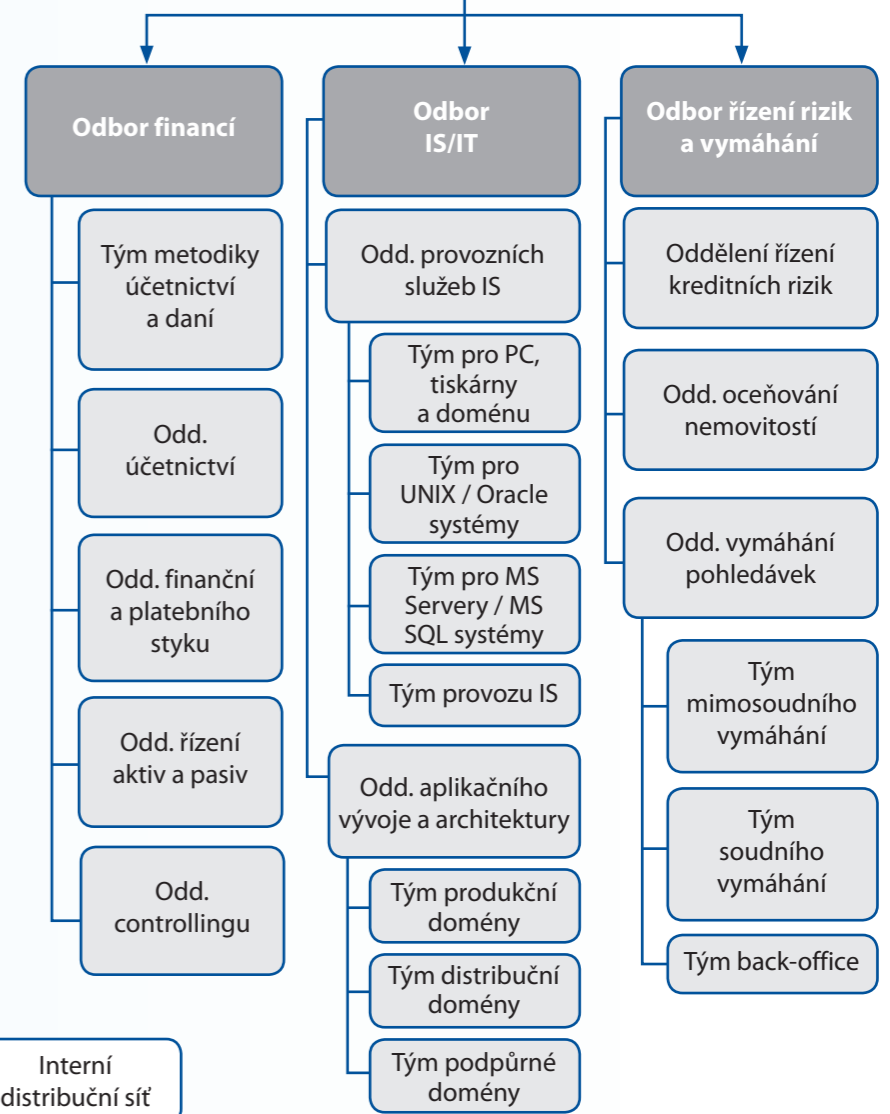 Odbor financí
Tým metodiky
účetnictví
a daní
Odd.
účetnictví
Odd. finanční
a platebního
styku
Odd. řízení
aktiv a pasiv
Odd.
controllingu
Odbor
IS/IT
Odd. provozních
služeb IS
Tým pro PC,
tiskárny
a doménu
Tým pro
UNIX / Oracle
systémy
Tým pro MS
Servery / MS
SQL systémy
Tým provozu IS
Odd. aplikačního
vývoje a architektury
Tým produkční
domény
Tým distribuční
domény
Tým podpůrné
domény
Odbor řízení rizik
a vymáhání
Oddělení řízení
kreditních rizik
Odd. oceňování
nemovitostí
Odd. vymáhání
pohledávek
Tým
mimosoudního
vymáhání
Tým
soudního
vymáhání
Tým back-office
Interní
distribuční síť